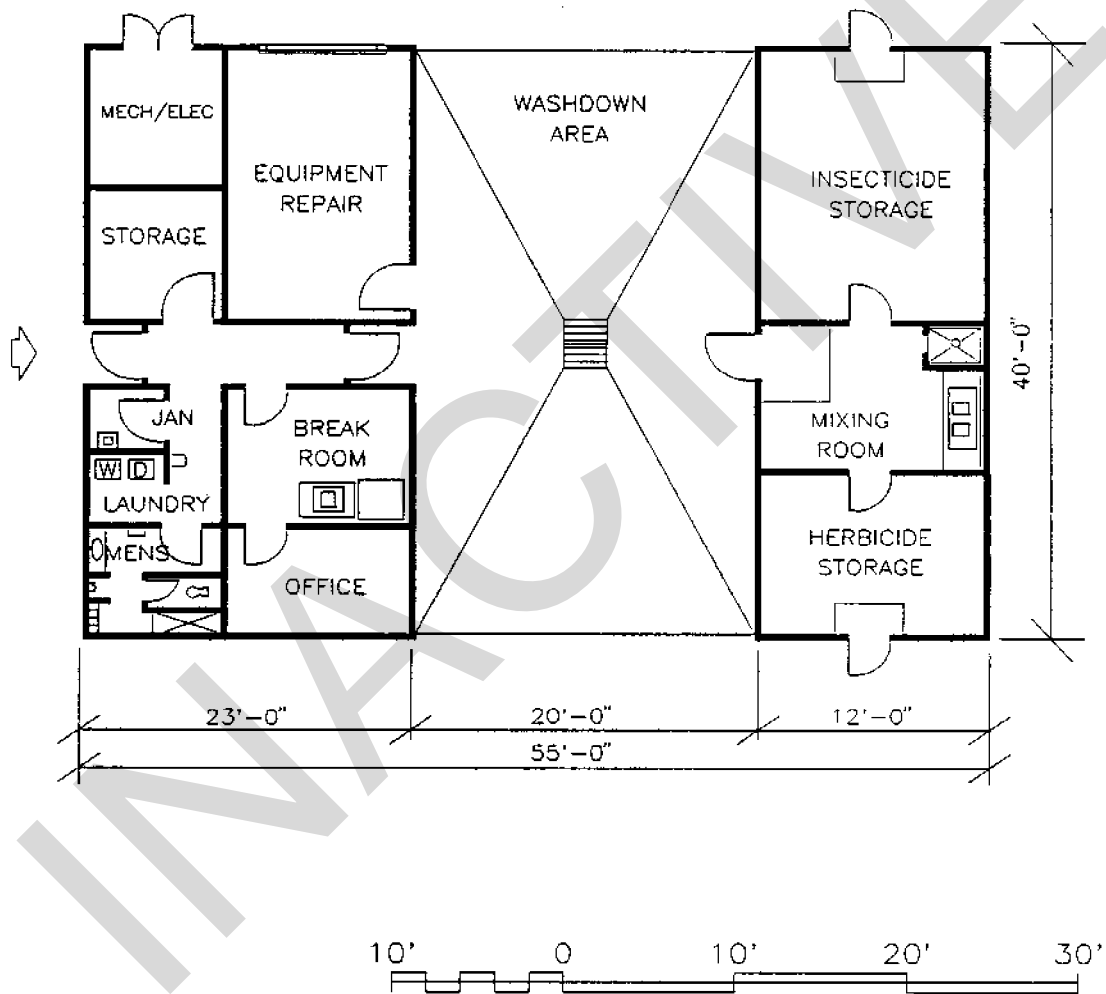 MECH/ELEC
EQUIPMENT
REPAIR
STORAGE
WASHDOWN
AREA
INSECTICIDE
STORAGE
JAN
BREAK
ROOM
W D
LAUNDRY
MENS
OFFICE
MIXING
ROOM
HERBICIDE
STORAGE
40'-0"
23'-0"
20'-0"
12'-0"
55'-0"
10' 0 10' 20' 30'
INACTIVE